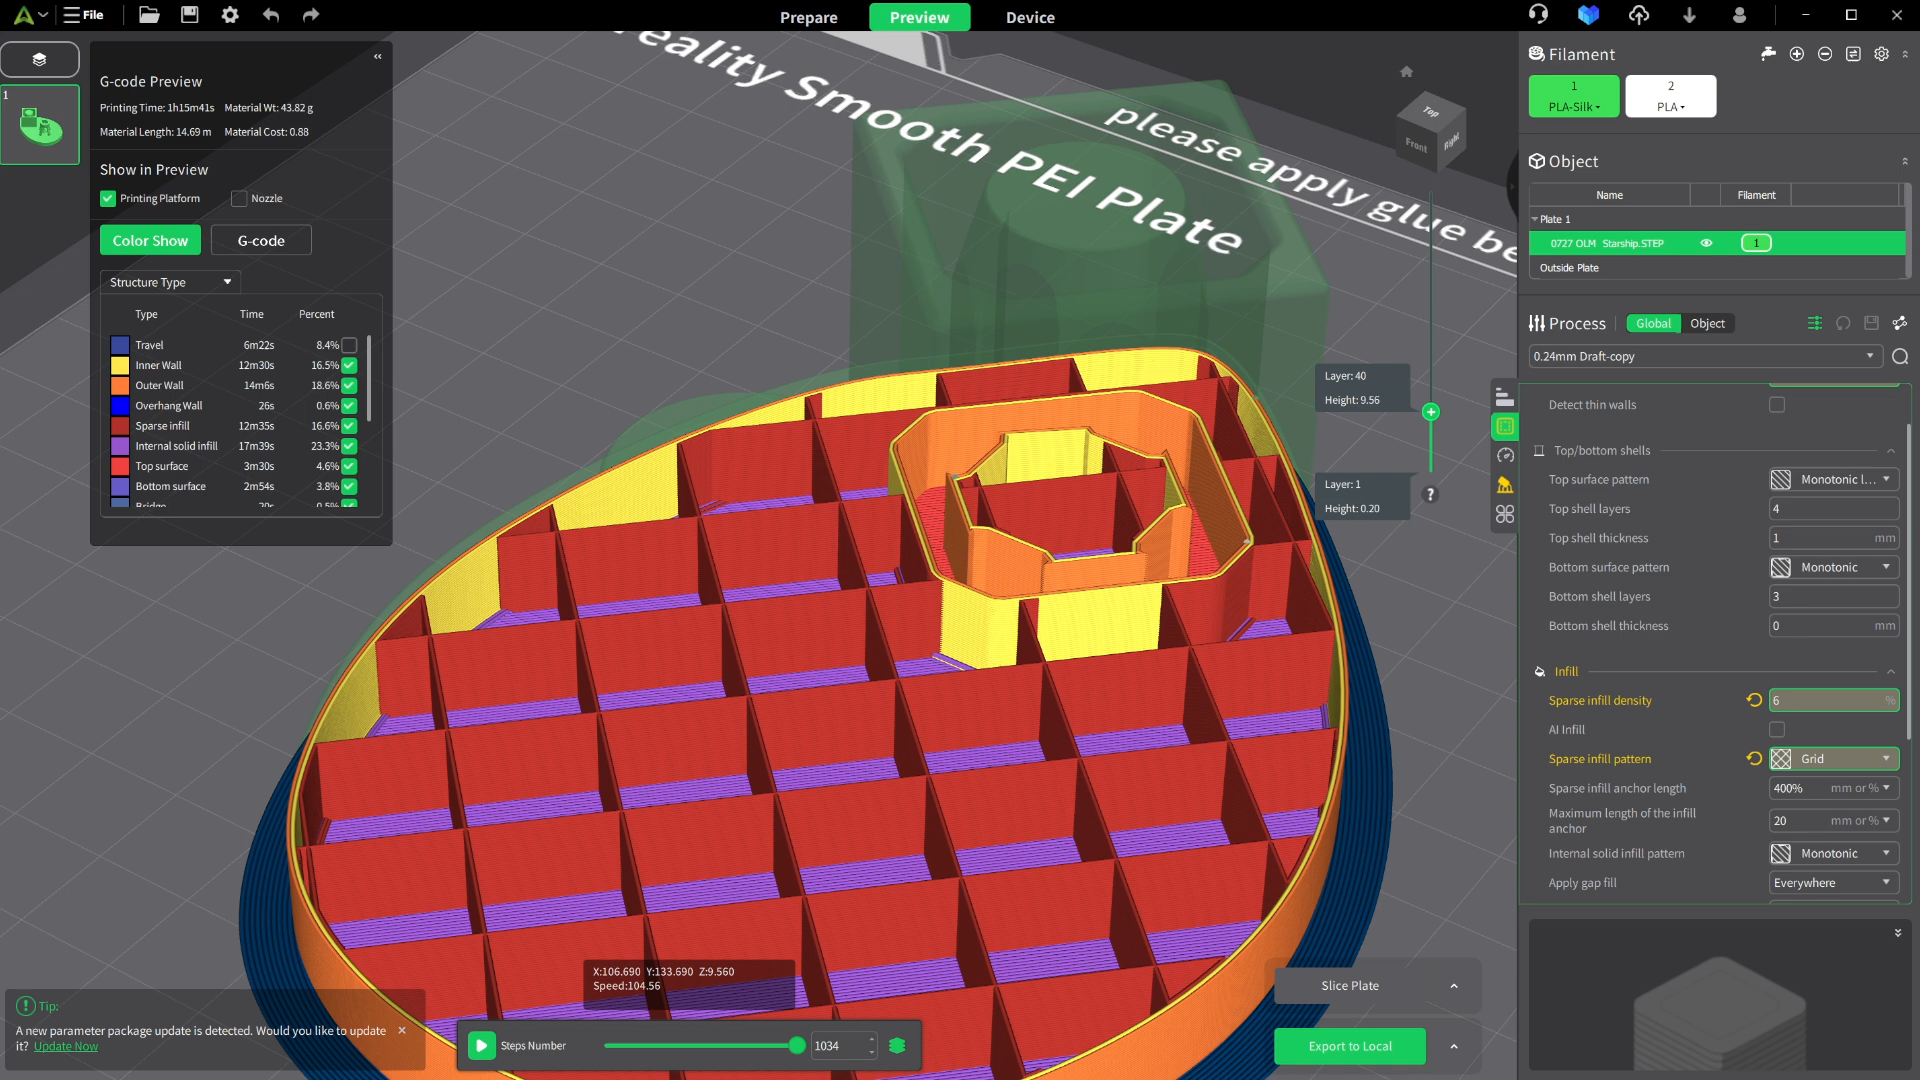 File
Prepare
Preview
Device
G-code Preview
Printing Time: 1h15m41s Material Wt: 43.82 g
Material Length: 14.69 m Material Cost: 0.88
Show in Preview
Printing Platform
Nozzle
Color Show
G-code
Structure Type
Type Time Percent
Travel 6m22s 8.4%
Inner Wall 12m30s 16.5%
Outer Wall 14m6s 18.6%
Overhang Wall 26s 0.6%
Sparse infill 12m35s 16.6%
Internal solid infill 17m39s 23.3%
Top surface 3m30s 4.6%
Bottom surface 2m54s 3.8%
Bridge 20s 0.5%
1
reality Smooth PEI Plate
please apply glue be
Top
Front
Right
Layer: 40
Height: 9.56
Layer: 1
Height: 0.20
?
X:106.690 Y:133.690 Z:9.560
Speed:104.56
Tip:
A new parameter package update is detected. Would you like to update
it? Update Now
Steps Number
1034
Slice Plate
Export to Local
Filament
1
PLA-Silk
2
PLA
Object
Name Filament
Plate 1
0727 OLM Starship.STEP 1
Outside Plate
Process
Global
Object
0.24mm Draft-copy
Detect thin walls
Top/bottom shells
Top surface pattern Monotonic l...
Top shell layers 4
Top shell thickness 1 mm
Bottom surface pattern Monotonic
Bottom shell layers 3
Bottom shell thickness 0 mm
Infill
Sparse infill density 6 %
AI Infill
Sparse infill pattern Grid
Sparse infill anchor length 400% mm or %
Maximum length of the infill
anchor 20 mm or %
Internal solid infill pattern Monotonic
Apply gap fill Everywhere